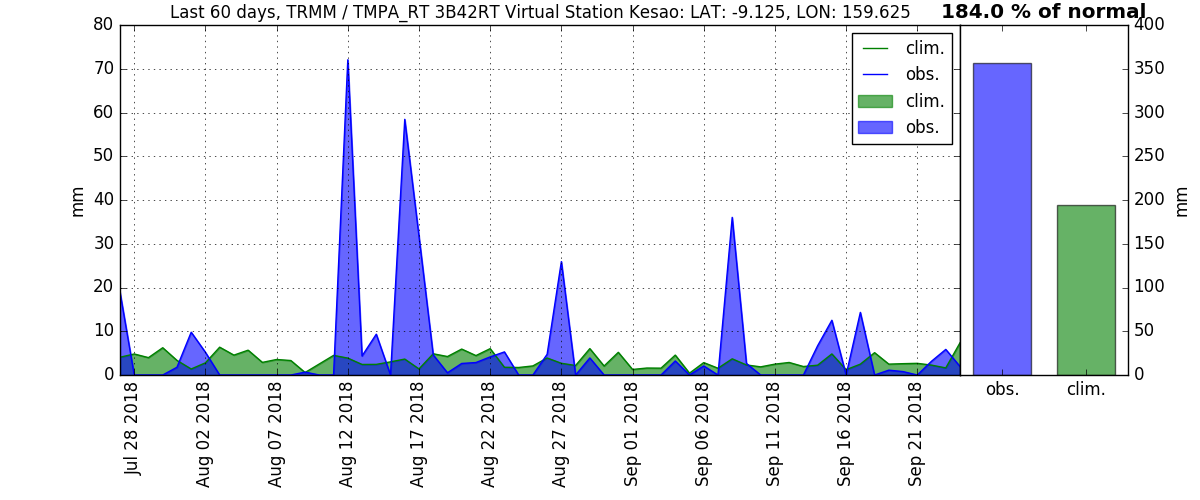 Last 60 days, TRMM / TMPA_RT 3B42RT Virtual Station Kesao: LAT: -9.125, LON: 159.625
184.0 % of normal
80
70
60
50
40
30
20
10
0
mm
clim.
obs.
clim.
obs.
400
350
300
250
200
150
100
50
0
mm
Jul 28 2018
Aug 02 2018
Aug 07 2018
Aug 12 2018
Aug 17 2018
Aug 22 2018
Aug 27 2018
Sep 01 2018
Sep 06 2018
Sep 11 2018
Sep 16 2018
Sep 21 2018
obs.
clim.